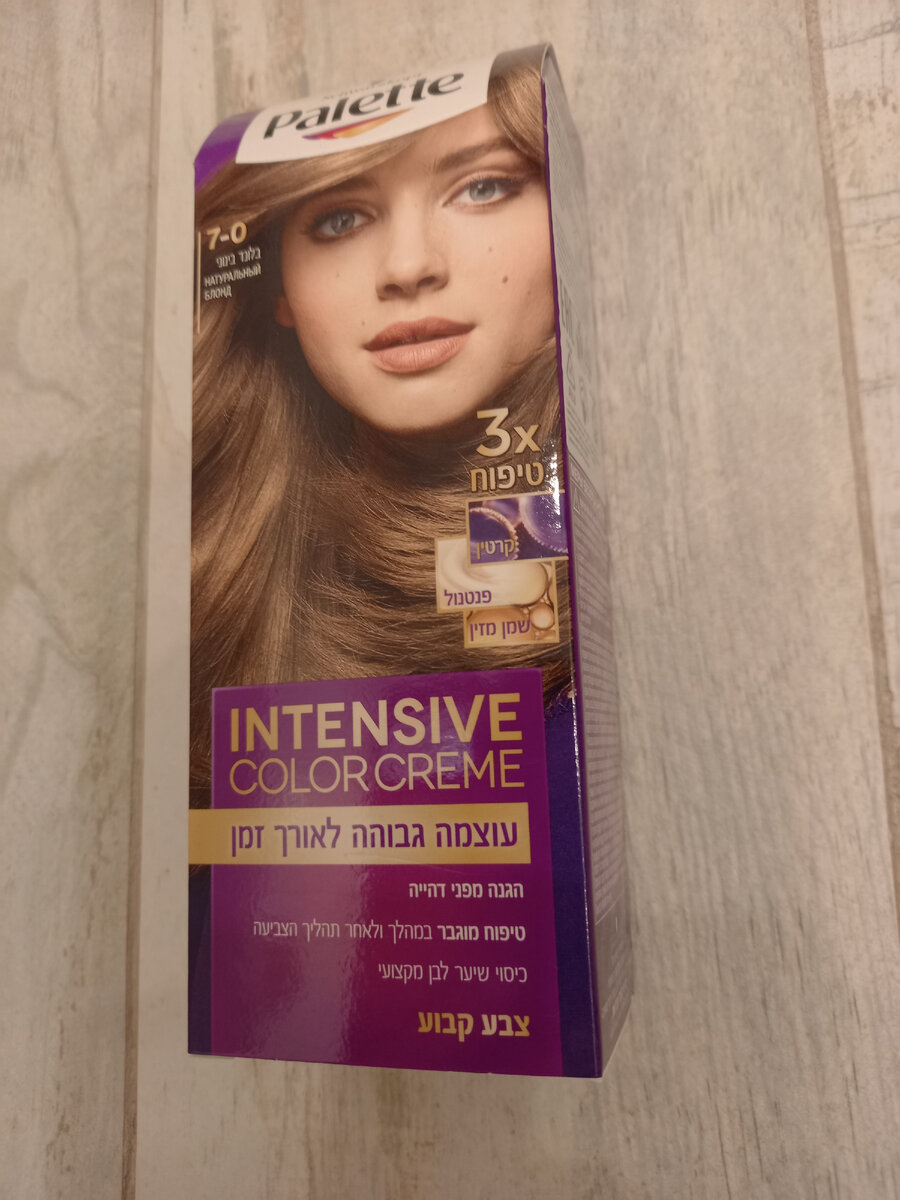 Palette
7-0
בלונד בינוני
НАТУРАЛЬНЫЙ
БЛОНД
3x
טיפוח
קרטין
פנטנול
שמן מזין
INTENSIVE
COLOR CREME
עוצמה גבוהה לאורך זמן
הגנה מפני דהייה
טיפוח מוגבר במהלך ולאחר תהליך הצביעה
כיסוי שיער לבן מקצועי
צבע קבוע